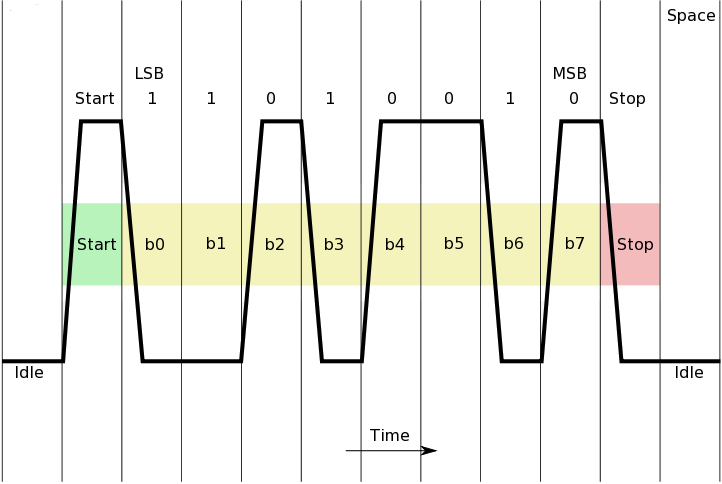 Space
LSB MSB
Start 1 1 0 1 0 0 1 0 Stop
Start b0 b1 b2 b3 b4 b5 b6 b7 Stop
Idle Idle
Time